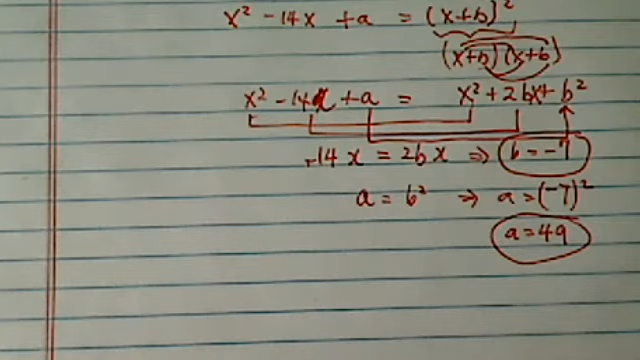 x² - 14x + a = (x+b)²
(x+b)(x+b)
x² - 14x + a = x² + 2bx + b²
-14x = 2bx ⇒ b = -7
a = b² ⇒ a = (-7)²
a = 49